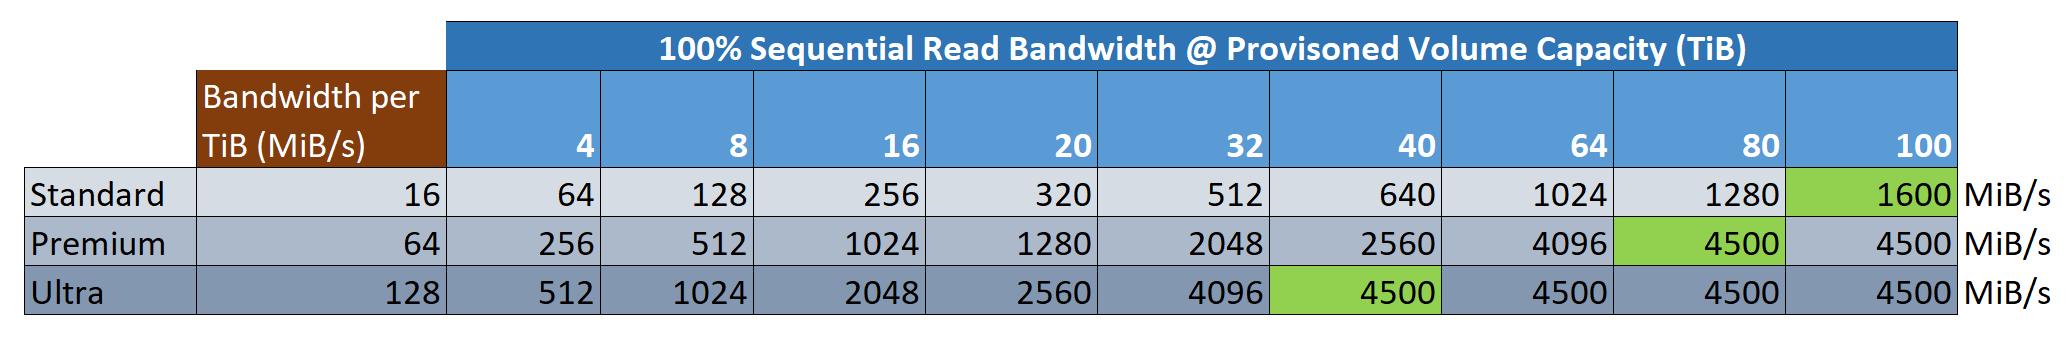 100% Sequential Read Bandwidth @ Provisoned Volume Capacity (TiB)
Bandwidth per
TiB (MiB/s) 4 8 16 20 32 40 64 80 100
Standard 16 64 128 256 320 512 640 1024 1280 1600 MiB/s
Premium 64 256 512 1024 1280 2048 2560 4096 4500 4500 MiB/s
Ultra 128 512 1024 2048 2560 4096 4500 4500 4500 4500 MiB/s